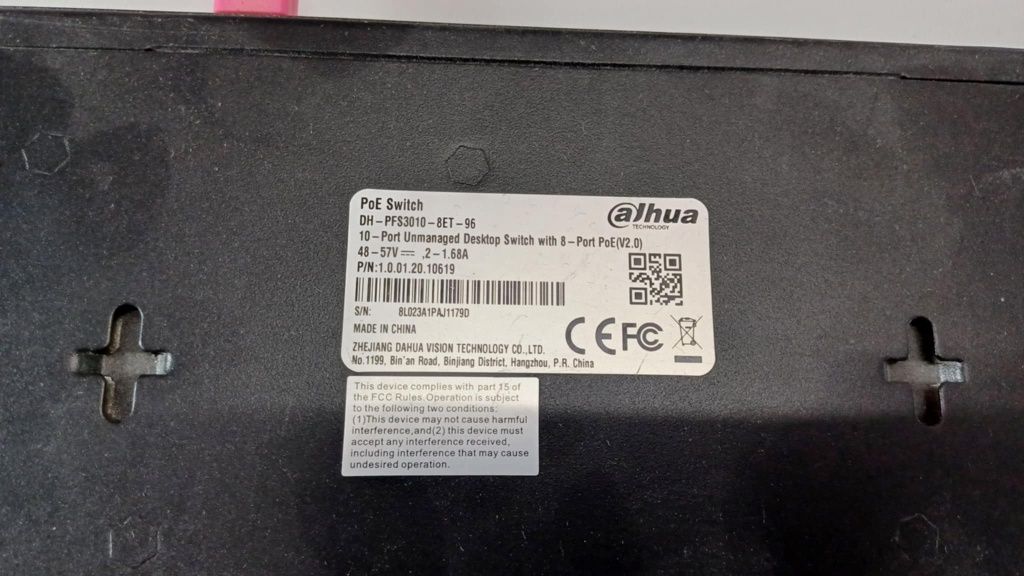 PoE Switch
DH-PFS3010-8ET-96
alhua
TECHNOLOGY
10-Port Unmanaged Desktop Switch with 8-Port PoE(V2.0)
48-57V⎓ ,2-1.68A
P/N:1.0.01.20.10619
S/N: 8L023A1PAJ1179D
MADE IN CHINA
CE FC
ZHEJIANG DAHUA VISION TECHNOLOGY CO.,LTD.
No.1199, Bin'an Road, Binjiang District, Hangzhou, P.R. China
This device complies with part 15 of
the FCC Rules.Operation is subject
to the following two conditions:
(1)This device may not cause harmful
interference,and(2) this device must
accept any interference received,
including interference that may cause
undesired operation.